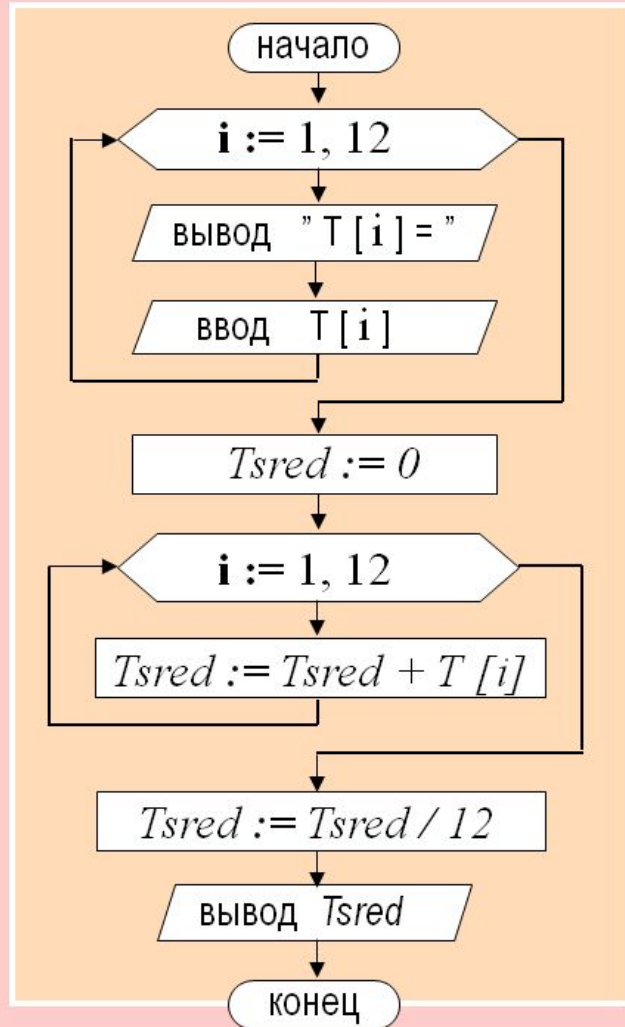 начало
i := 1, 12
вывод ” T [ i ] = ”
ввод T [ i ]
Tsred := 0
i := 1, 12
Tsred := Tsred + T [i]
Tsred := Tsred / 12
вывод Tsred
конец